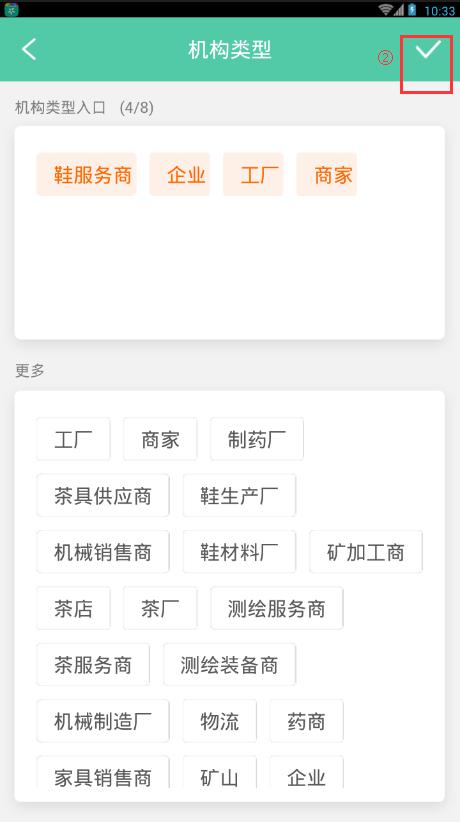 10:33
机构类型
②
机构类型入口 (4/8)
鞋服务商 企业 工厂 商家
更多
工厂 商家 制药厂
茶具供应商 鞋生产厂
机械销售商 鞋材料厂 矿加工商
茶店 茶厂 测绘服务商
茶服务商 测绘装备商
机械制造厂 物流 药商
家具销售商 矿山 企业